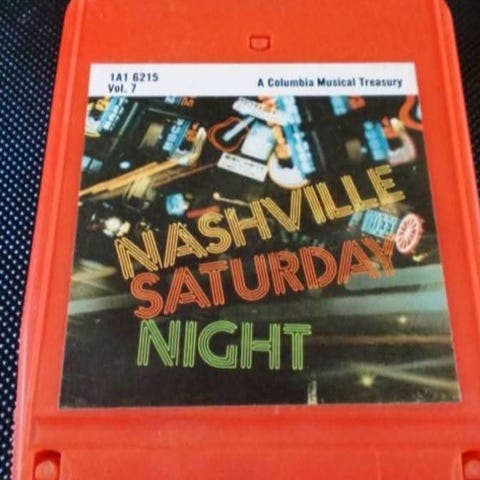 1A1 6215
Vol. 7
A Columbia Musical Treasury
NASHVILLE
SATURDAY
NIGHT